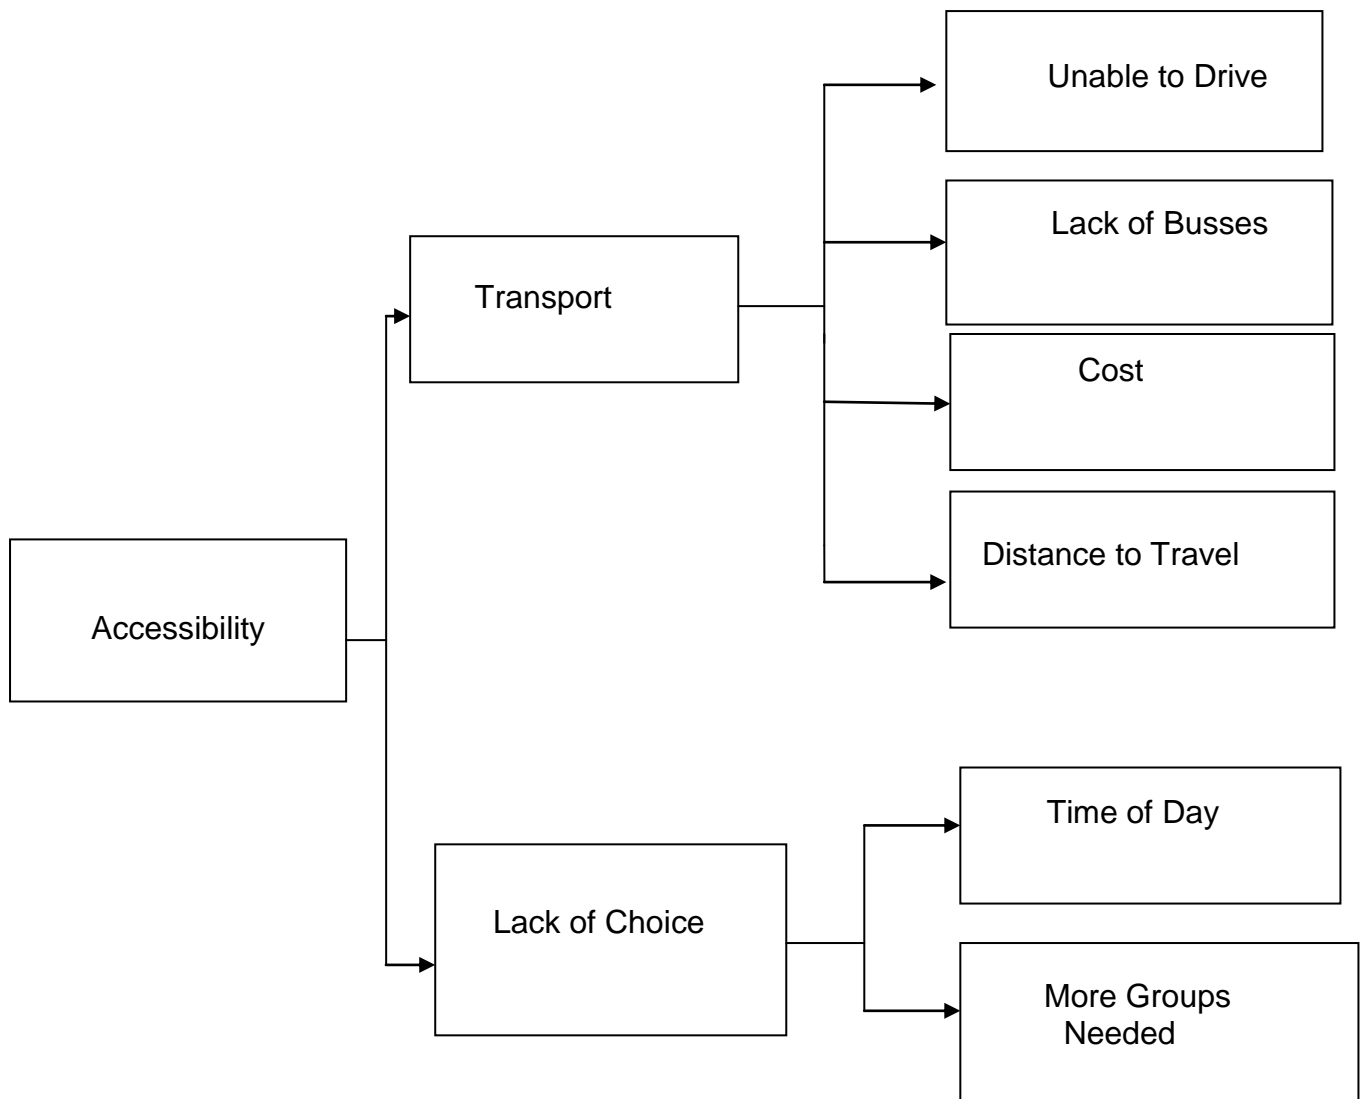 Unable to Drive
Lack of Busses
Transport
Cost
Distance to Travel
Accessibility
Time of Day
Lack of Choice
More Groups
Needed